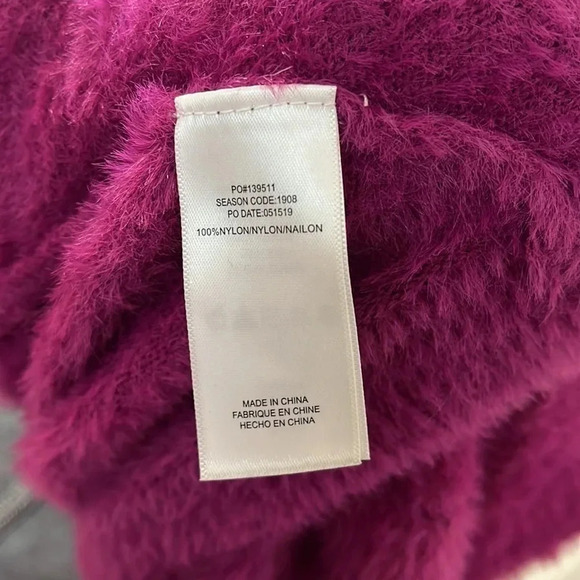 PO#139511
SEASON CODE:1908
PO DATE:051519
100%NYLON/NYLON/NAILON
MADE IN CHINA
FABRIQUE EN CHINE
HECHO EN CHINA